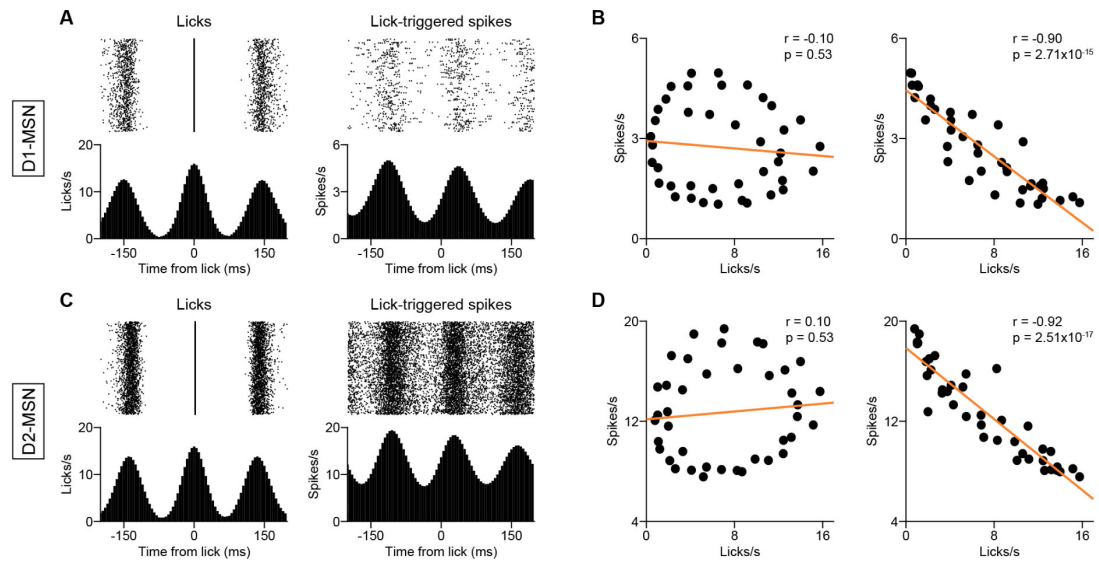 A
Licks
Lick-triggered spikes
D1-MSN
20
10
0
Licks/s
-150
0
150
Time from lick (ms)
6
3
0
Spikes/s
-150
0
150
Time from lick (ms)
B
r = -0.10
p = 0.53
6
3
0
Spikes/s
0
8
16
Licks/s
r = -0.90
p = 2.71x10⁻¹⁵
6
3
0
Spikes/s
0
8
16
Licks/s
C
Licks
Lick-triggered spikes
D2-MSN
20
10
0
Licks/s
-150
0
150
Time from lick (ms)
20
10
0
Spikes/s
-150
0
150
Time from lick (ms)
D
r = 0.10
p = 0.53
20
12
4
Spikes/s
0
8
16
Licks/s
r = -0.92
p = 2.51x10⁻¹⁷
20
12
4
Spikes/s
0
8
16
Licks/s